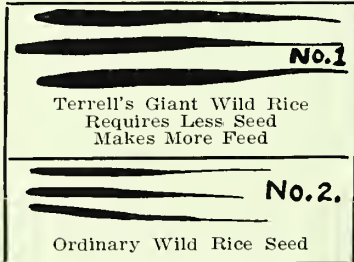 No.1
Terrell's Giant Wild Rice
Requires Less Seed
Makes More Feed
No.2.
Ordinary Wild Rice Seed